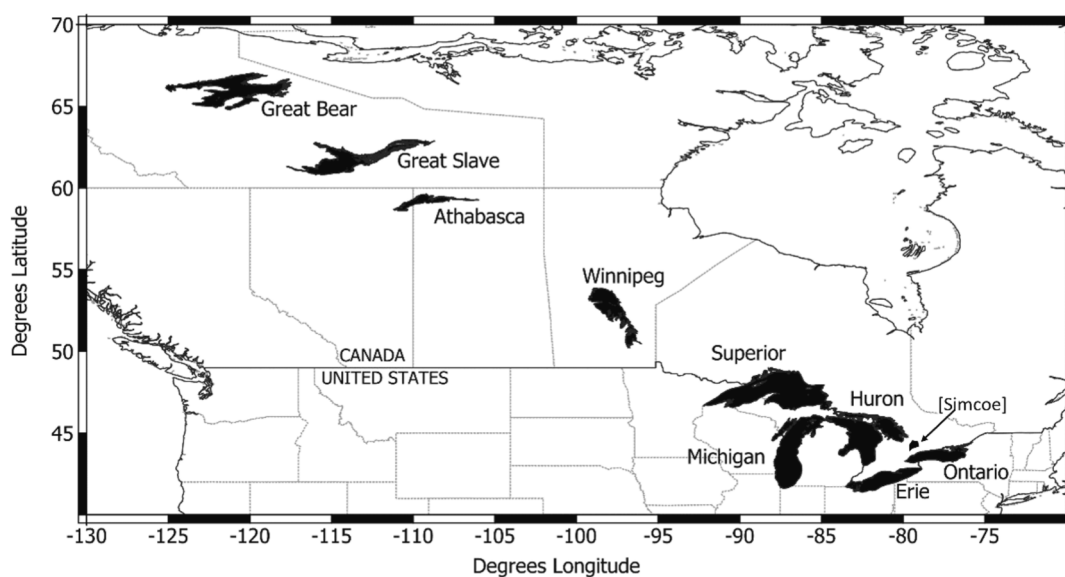 70
Great Bear
65
Great Slave
60
Athabasca
55
Winnipeg
50
CANADA
UNITED STATES
Superior
Huron
[Simcoe]
45
Michigan
Ontario
Erie
-130 -125 -120 -115 -110 -105 -100 -95 -90 -85 -80 -75
Degrees Longitude
Degrees Latitude